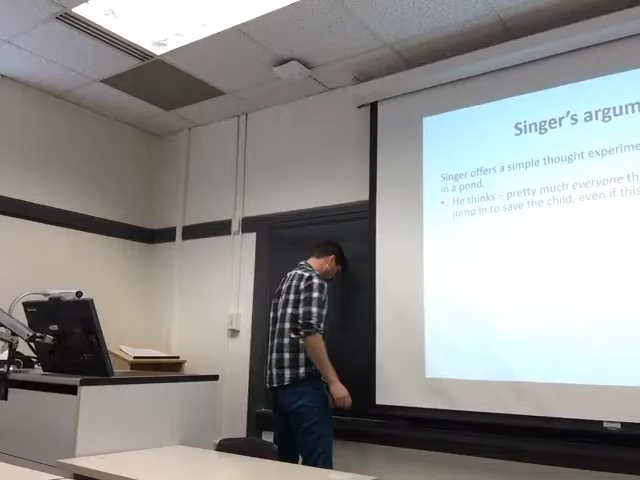 Singer's argum
Singer offers a simple thought experime
in a pond.
• He thinks – pretty much everyone th
jump in to save the child, even if this